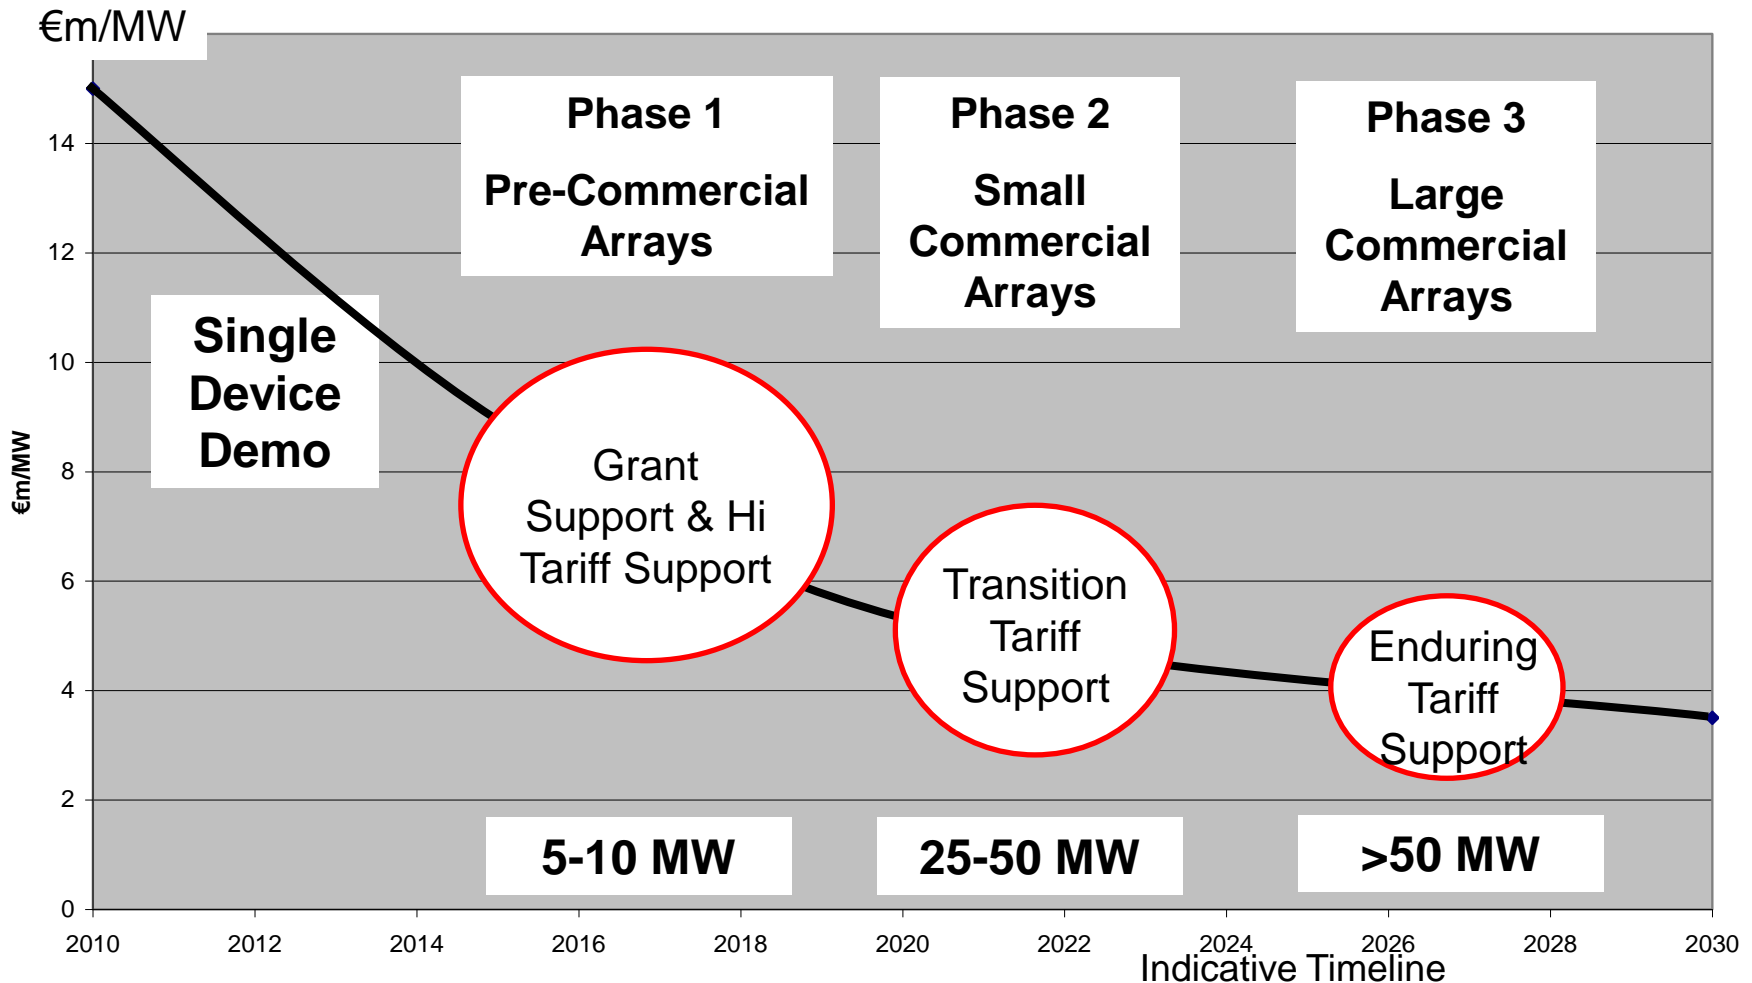 €m/MW
Phase 1
Pre-Commercial
Arrays
Phase 2
Small
Commercial
Arrays
Phase 3
Large
Commercial
Arrays
Single
Device
Demo
Grant
Support & Hi
Tariff Support
Transition
Tariff
Support
Enduring
Tariff
Support
5-10 MW
25-50 MW
>50 MW
€m/MW
14
12
10
8
6
4
2
0
2010 2012 2014 2016 2018 2020 2022 2024 2026 2028 2030
Indicative Timeline